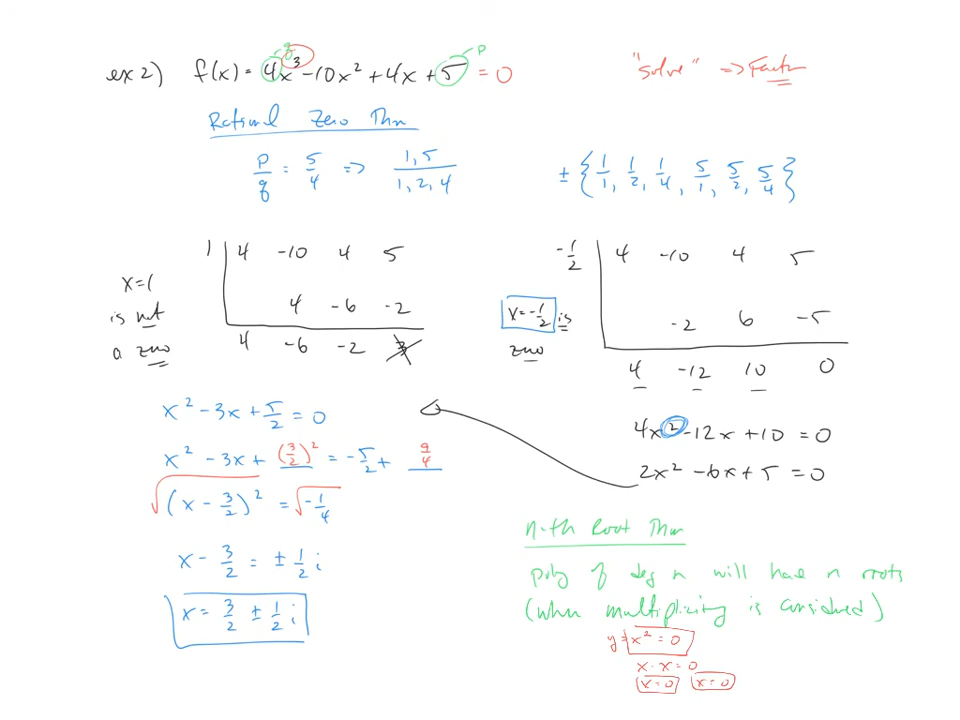 ex 2) f(x) = 4x³ - 10x² + 4x + 5 = 0
q p
"solve" => Factor
Rational Zero Thm
p/q = 5/4 => 1, 5 / 1, 2, 4
± { 1/1, 1/2, 1/4, 5/1, 5/2, 5/4 }
1 | 4 -10 4 5
4 -6 -2
4 -6 -2 3
x=1
is not
a zero
-1/2 | 4 -10 4 5
-2 6 -5
4 -12 10 0
x = -1/2 is
zero
4x² - 12x + 10 = 0
2x² - 6x + 5 = 0
x² - 3x + 5/2 = 0
x² - 3x + (3/2)² = -5/2 + 9/4
√(x - 3/2)² = √-1/4
x - 3/2 = ± 1/2 i
x = 3/2 ± 1/2 i
n-th Root Thm
poly of deg n will have n roots
(when multiplicity is considered)
y = x² = 0
x · x = 0
x = 0 x = 0